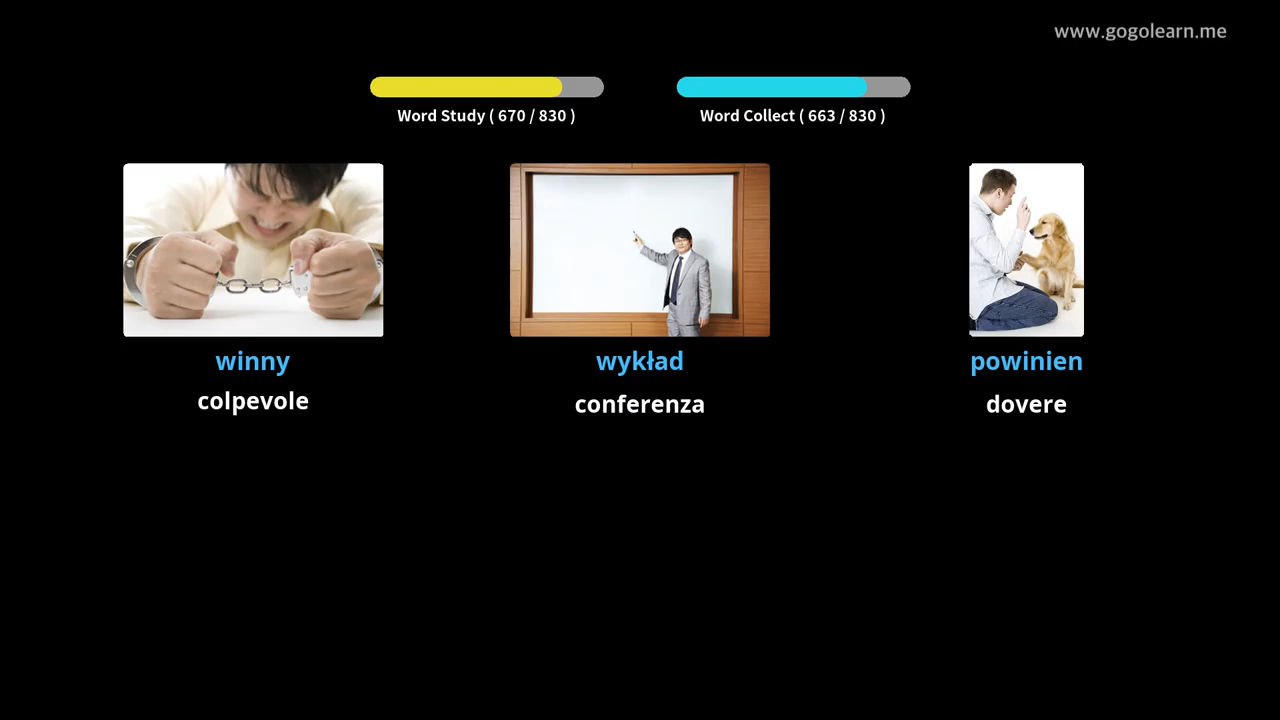 www.gogolearn.me
Word Study ( 670 / 830 )
Word Collect ( 663 / 830 )
winny
wykład
powinien
colpevole
conferenza
dovere